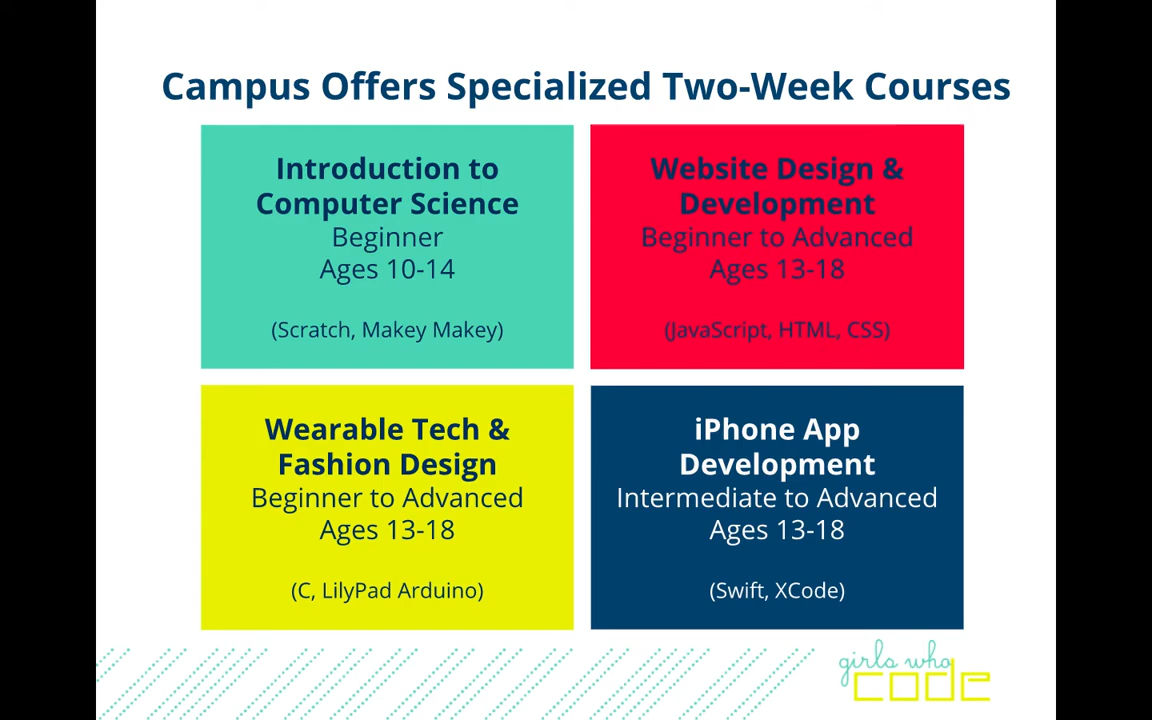 Campus Offers Specialized Two-Week Courses
Introduction to
Computer Science
Beginner
Ages 10-14
(Scratch, Makey Makey)
Website Design &
Development
Beginner to Advanced
Ages 13-18
(JavaScript, HTML, CSS)
Wearable Tech &
Fashion Design
Beginner to Advanced
Ages 13-18
(C, LilyPad Arduino)
iPhone App
Development
Intermediate to Advanced
Ages 13-18
(Swift, XCode)
girls who
code